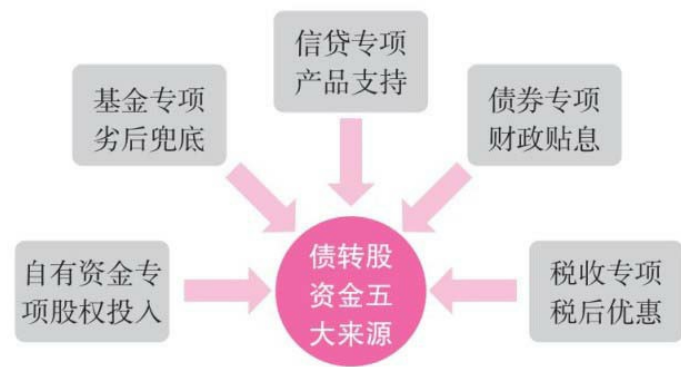 信贷专项
产品支持
基金专项
劣后兜底
债券专项
财政贴息
自有资金专
项股权投入
债转股
资金五
大来源
税收专项
税后优惠